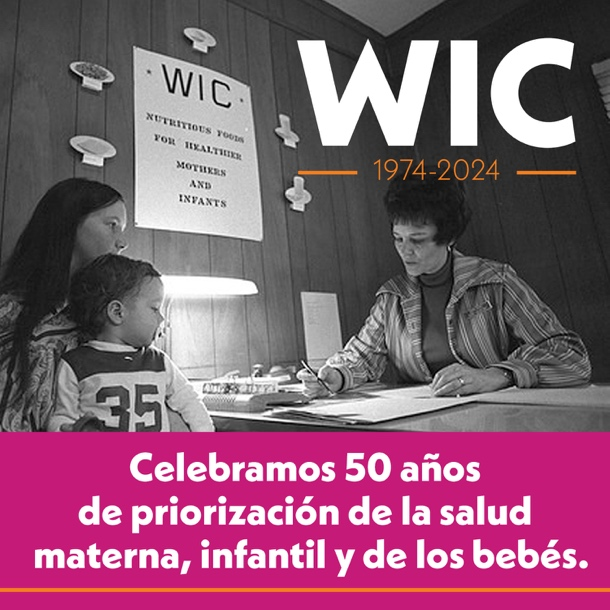 WIC
1974-2024
WIC
NUTRITIOUS FOODS
FOR HEALTHIER
MOTHERS
AND
INFANTS
35
Celebramos 50 años
de priorización de la salud
materna, infantil y de los bebés.